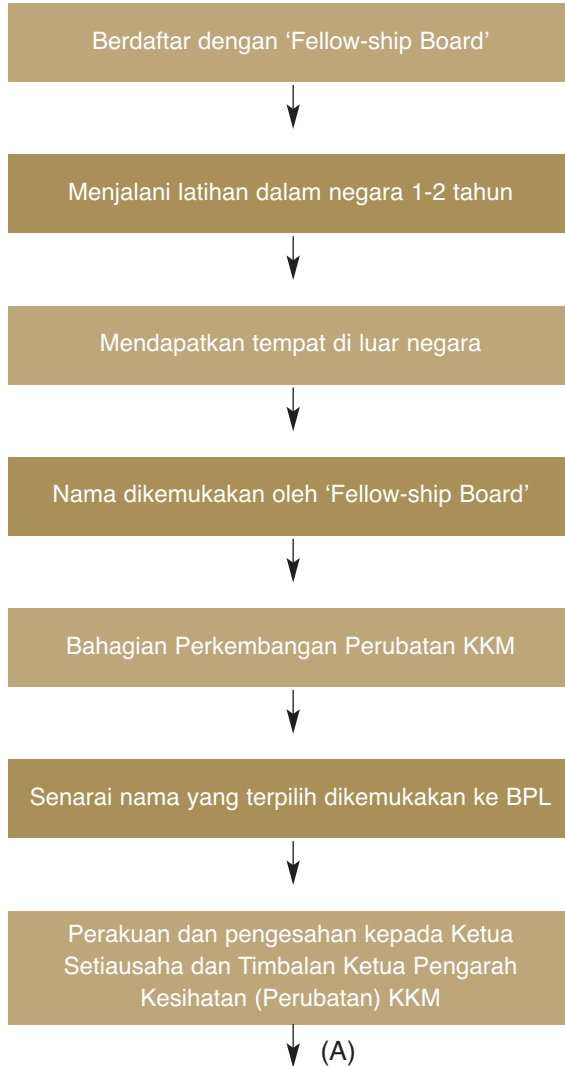 Berdaftar dengan ‘Fellow-ship Board’
Menjalani latihan dalam negara 1-2 tahun
Mendapatkan tempat di luar negara
Nama dikemukakan oleh ‘Fellow-ship Board’
Bahagian Perkembangan Perubatan KKM
Senarai nama yang terpilih dikemukakan ke BPL
Perakuan dan pengesahan kepada Ketua
Setiausaha dan Timbalan Ketua Pengarah
Kesihatan (Perubatan) KKM
(A)